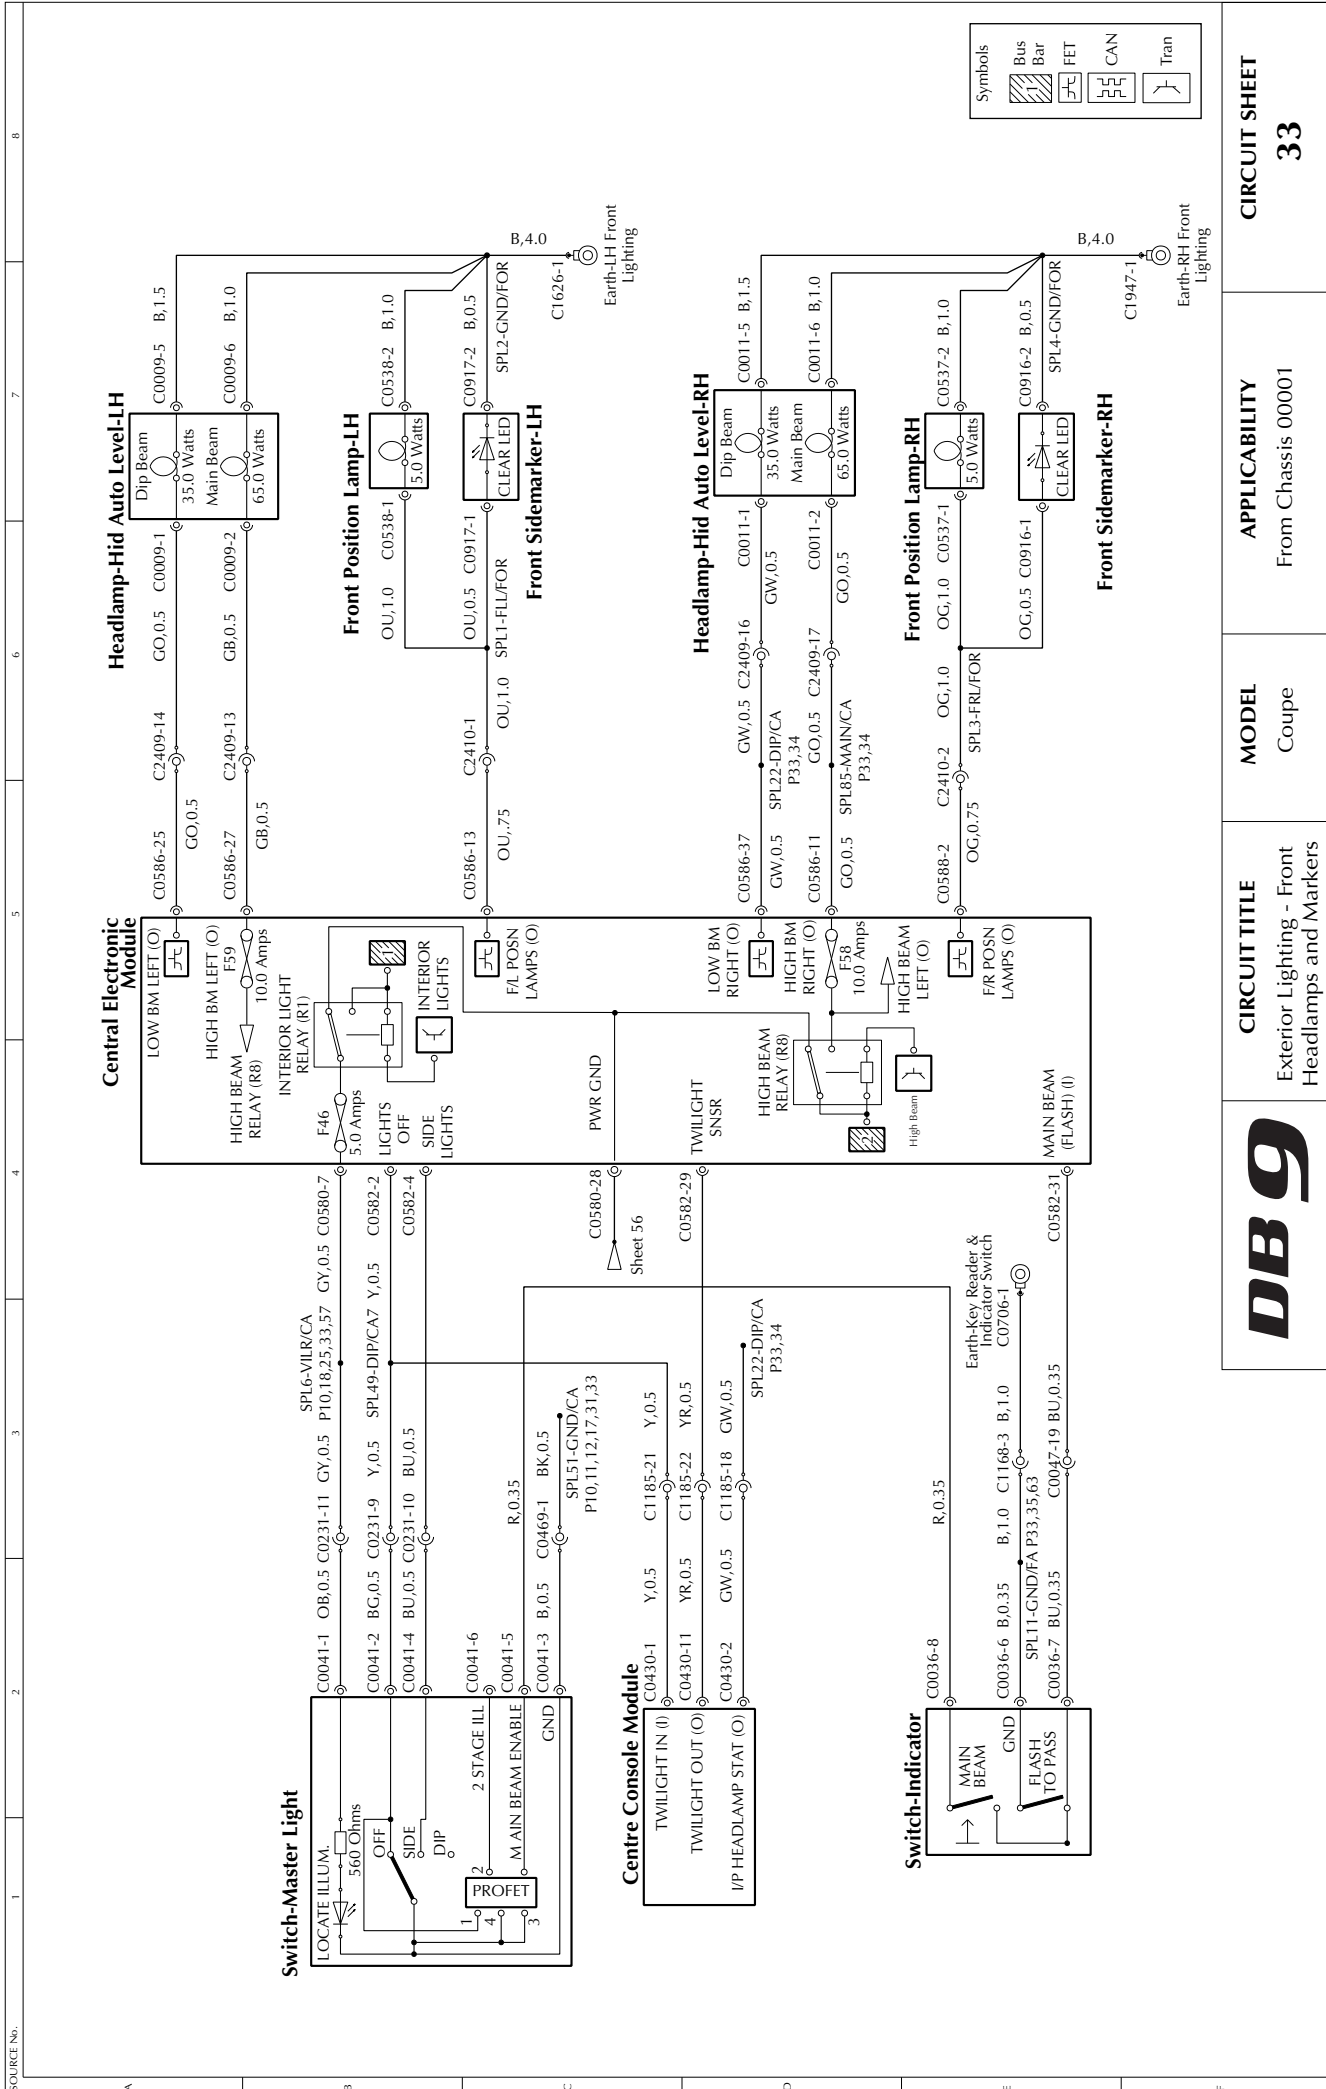 SOURCE No.
1
2
3
4
5
6
7
8
Switch-Master Light
LOCATE ILLUM.
560 Ohms
OFF
SIDE
DIP
PROFET
1
4
3
2
2 STAGE ILL
M AIN BEAM ENABLE
GND
C0041-1 OB,0.5 C0231-11 GY,0.5 P10,18,25,33,57 GY,0.5 C0580-7
SPL6-VILR/CA
C0041-2 BG,0.5 C0231-9 Y,0.5 SPL49-DIP/CA7 Y,0.5 C0582-2
C0041-4 BU,0.5 C0231-10 BU,0.5 C0582-4
C0041-6
C0041-5 R,0.35
C0041-3 B,0.5 C0469-1 BK,0.5
SPL51-GND/CA
P10,11,12,17,31,33
Centre Console Module
TWILIGHT IN (I)
TWILIGHT OUT (O)
I/P HEADLAMP STAT (O)
C0430-1 Y,0.5 C1185-21 Y,0.5
C0430-11 YR,0.5 C1185-22 YR,0.5 C0582-29
C0430-2 GW,0.5 C1185-18 GW,0.5
SPL22-DIP/CA
P33,34
Switch-Indicator
MAIN
BEAM
GND
FLASH
TO PASS
C0036-8 R,0.35
C0036-6 B,0.35 B,1.0 C1168-3 B,1.0
SPL11-GND/FA P33,35,63
Earth-Key Reader &
Indicator Switch
C0706-1
C0036-7 BU,0.35 C0047-19 BU,0.35 C0582-31
C0580-28
Sheet 56
Central Electronic
Module
LOW BM LEFT (O)
HIGH BM LEFT (O)
F59
10.0 Amps
HIGH BEAM
RELAY (R8)
INTERIOR LIGHT
RELAY (R1)
F46
5.0 Amps
1
INTERIOR
LIGHTS
LIGHTS
OFF
SIDE
LIGHTS
F/L POSN
LAMPS (O)
PWR GND
TWILIGHT
SNSR
LOW BM
RIGHT (O)
HIGH BM
RIGHT (O)
F58
10.0 Amps
HIGH BEAM
RELAY (R8)
HIGH BEAM
LEFT (O)
2
High Beam
F/R POSN
LAMPS (O)
MAIN BEAM
(FLASH) (I)
C0586-25 GO,0.5 C2409-14 GO,0.5 C0009-1
C0586-27 GB,0.5 C2409-13 GB,0.5 C0009-2
Headlamp-Hid Auto Level-LH
Dip Beam
35.0 Watts
Main Beam
65.0 Watts
C0009-5 B,1.5
C0009-6 B,1.0
C0586-13 OU,.75 C2410-1 OU,1.0 SPL1-FLL/FOR
OU,1.0 C0538-1
OU,0.5 C0917-1
Front Position Lamp-LH
5.0 Watts
C0538-2 B,1.0
CLEAR LED
Front Sidemarker-LH
C0917-2 B,0.5
SPL2-GND/FOR
B,4.0
C1626-1
Earth-LH Front
Lighting
C0586-37 GW,0.5 GW,0.5 C2409-16 GW,0.5 C0011-1
SPL22-DIP/CA
P33,34
C0586-11 GO,0.5 GO,0.5 C2409-17 GO,0.5 C0011-2
SPL85-MAIN/CA
P33,34
Headlamp-Hid Auto Level-RH
Dip Beam
35.0 Watts
Main Beam
65.0 Watts
C0011-5 B,1.5
C0011-6 B,1.0
C0588-2 OG,0.75 C2410-2 OG,1.0 SPL3-FRL/FOR
OG,1.0 C0537-1
OG,0.5 C0916-1
Front Position Lamp-RH
5.0 Watts
C0537-2 B,1.0
CLEAR LED
Front Sidemarker-RH
C0916-2 B,0.5
SPL4-GND/FOR
B,4.0
C1947-1
Earth-RH Front
Lighting
Symbols
1
Bus
Bar
FET
CAN
Tran
DB9
CIRCUIT TITLE
Exterior Lighting - Front
Headlamps and Markers
MODEL
Coupe
APPLICABILITY
From Chassis 00001
CIRCUIT SHEET
33